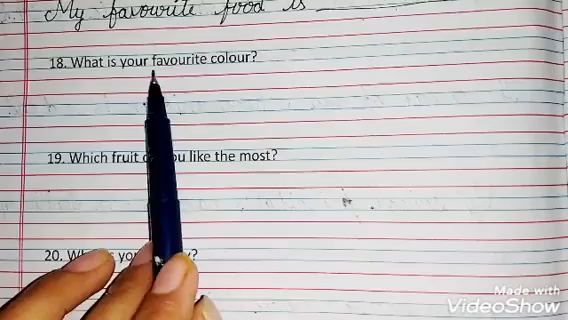 My favourite food is
18. What is your favourite colour?
19. Which fruit you like the most?
20. ?
Made with
VideoShow